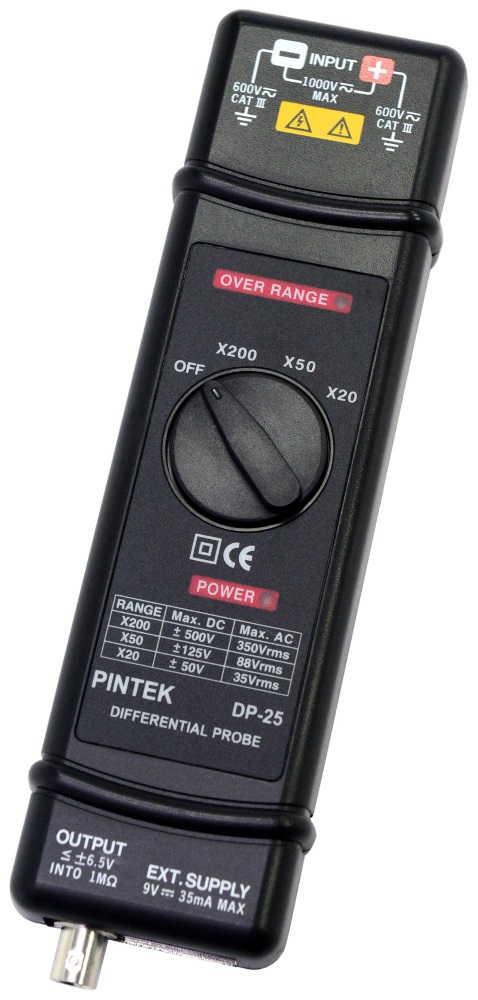 − INPUT +
1000V⎓∼
MAX
600V⎓∼
CAT III
600V⎓∼
CAT III
OVER RANGE
OFF X200 X50 X20
CE
POWER
RANGE Max. DC Max. AC
X200 ± 500V 350Vrms
X50 ±125V 88Vrms
X20 ± 50V 35Vrms
PINTEK DP-25
DIFFERENTIAL PROBE
OUTPUT
≤ ±6.5V
INTO 1MΩ
EXT.SUPPLY
9V⎓ 35mA MAX